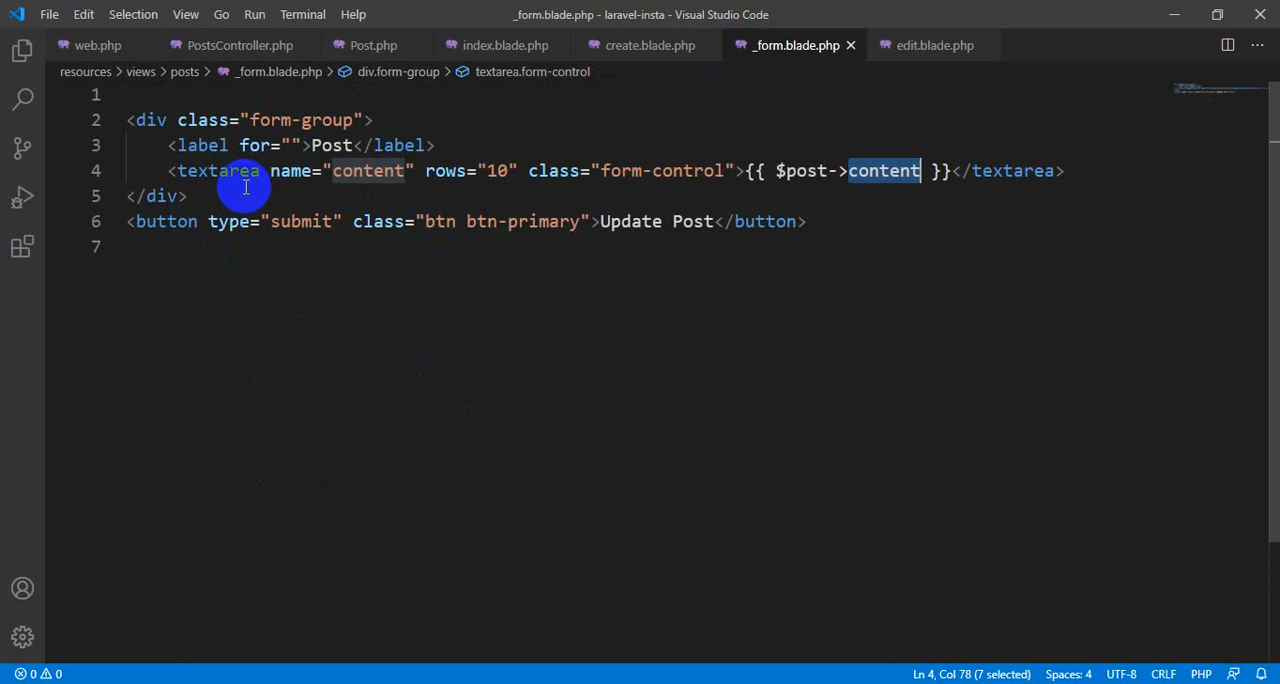 File Edit Selection View Go Run Terminal Help _form.blade.php - laravel-insta - Visual Studio Code
web.php PostsController.php Post.php index.blade.php create.blade.php _form.blade.php edit.blade.php
resources > views > posts > _form.blade.php > div.form-group > textarea.form-control
1
2 <div class="form-group">
3 <label for="">Post</label>
4 <textarea name="content" rows="10" class="form-control">{{ $post->content }}</textarea>
5 </div>
6 <button type="submit" class="btn btn-primary">Update Post</button>
7
0 0 Ln 4, Col 78 (7 selected) Spaces: 4 UTF-8 CRLF PHP